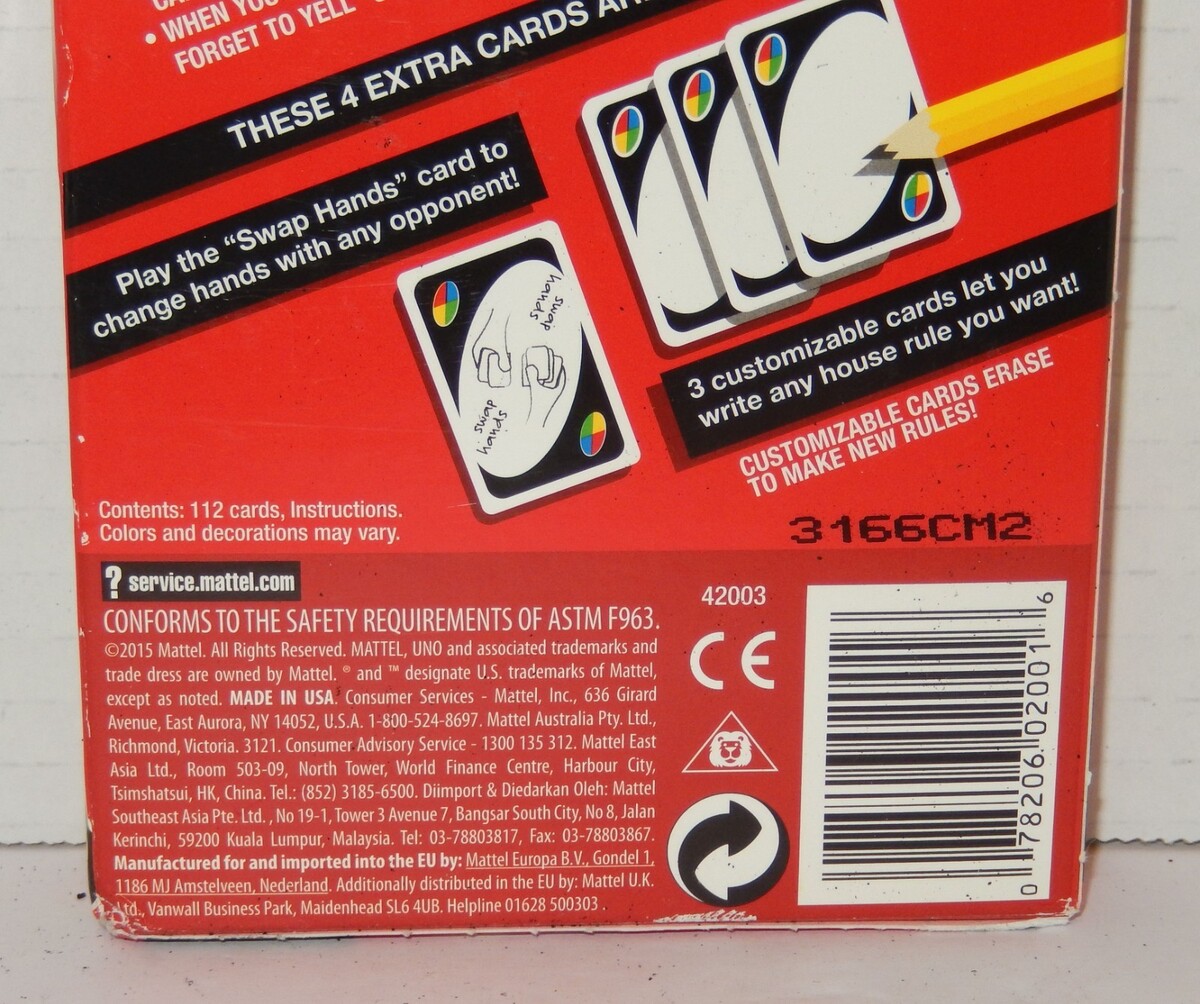 • WHEN YOU
FORGET TO YELL
THESE 4 EXTRA CARDS
Play the “Swap Hands” card to
change hands with any opponent!
swap
hands
swap
hands
3 customizable cards let you
write any house rule you want!
CUSTOMIZABLE CARDS ERASE
TO MAKE NEW RULES!
Contents: 112 cards, Instructions.
Colors and decorations may vary.
3166CM2
? service.mattel.com
CONFORMS TO THE SAFETY REQUIREMENTS OF ASTM F963.
©2015 Mattel. All Rights Reserved. MATTEL, UNO and associated trademarks and
trade dress are owned by Mattel. ® and ™ designate U.S. trademarks of Mattel,
except as noted. MADE IN USA. Consumer Services - Mattel, Inc., 636 Girard
Avenue, East Aurora, NY 14052, U.S.A. 1-800-524-8697. Mattel Australia Pty. Ltd.,
Richmond, Victoria. 3121. Consumer Advisory Service - 1300 135 312. Mattel East
Asia Ltd., Room 503-09, North Tower, World Finance Centre, Harbour City,
Tsimshatsui, HK, China. Tel.: (852) 3185-6500. Diimport & Diedarkan Oleh: Mattel
Southeast Asia Pte. Ltd. , No 19-1, Tower 3 Avenue 7, Bangsar South City, No 8, Jalan
Kerinchi, 59200 Kuala Lumpur, Malaysia. Tel: 03-78803817, Fax: 03-78803867.
Manufactured for and imported into the EU by: Mattel Europa B.V., Gondel 1,
1186 MJ Amstelveen, Nederland. Additionally distributed in the EU by: Mattel U.K.
Ltd., Vanwall Business Park, Maidenhead SL6 4UB. Helpline 01628 500303 .
42003
CE
0 78206 02001 6